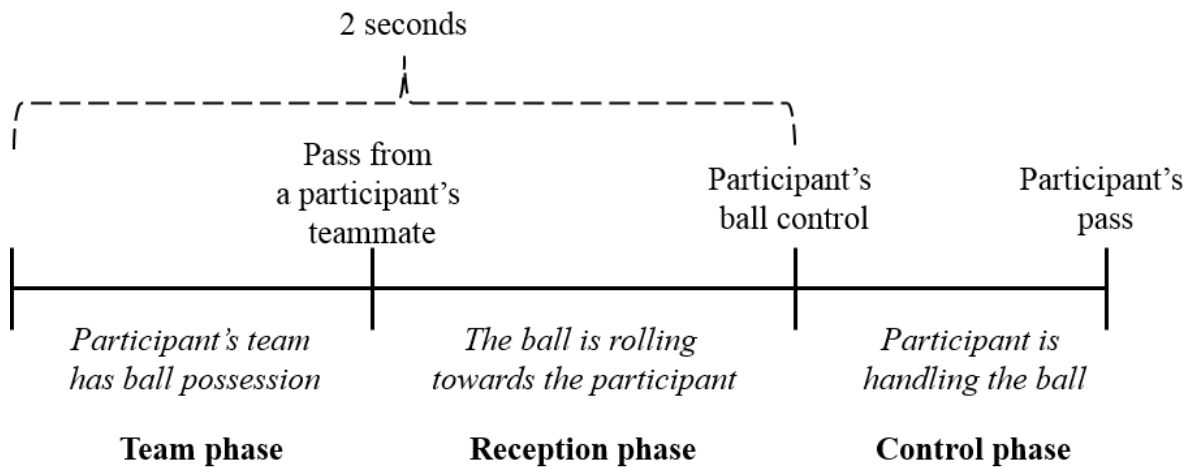 2 seconds
Pass from
a participant’s
teammate
Participant’s
ball control
Participant’s
pass
Participant’s team
has ball possession
The ball is rolling
towards the participant
Participant is
handling the ball
Team phase
Reception phase
Control phase